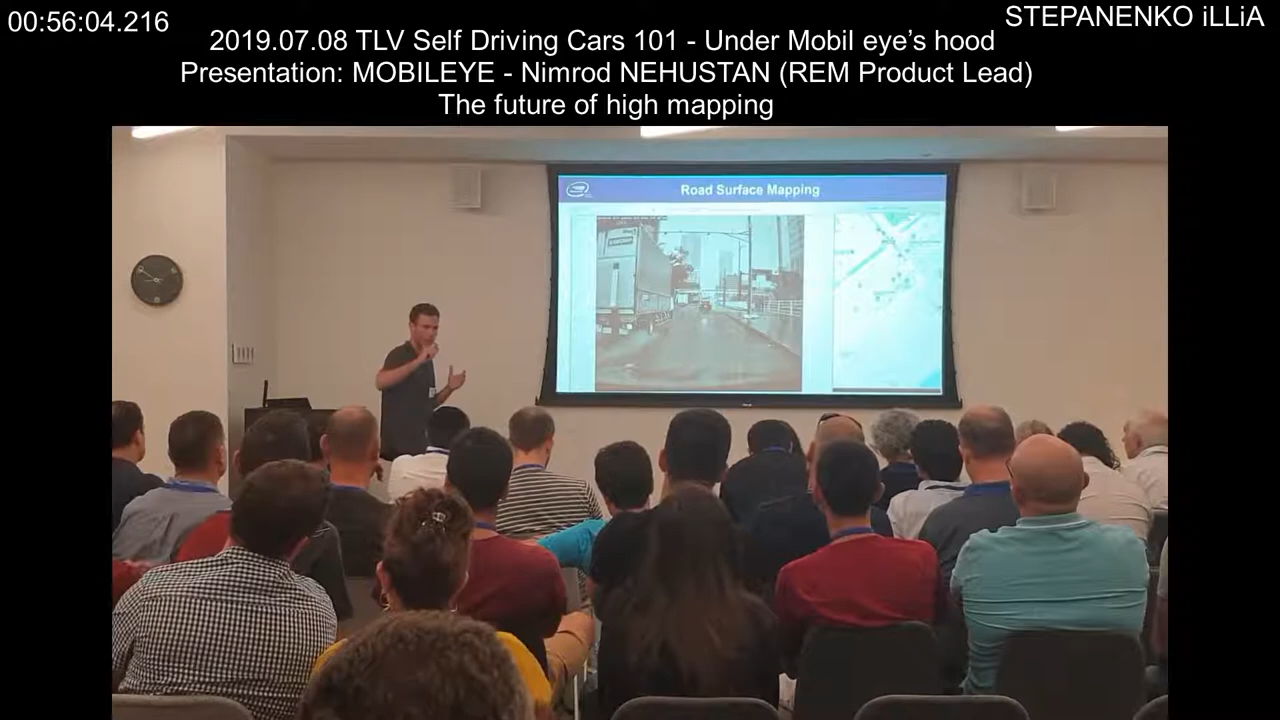 00:56:04.216
STEPANENKO iLLiA
2019.07.08 TLV Self Driving Cars 101 - Under Mobil eye’s hood
Presentation: MOBILEYE - Nimrod NEHUSTAN (REM Product Lead)
The future of high mapping
Road Surface Mapping